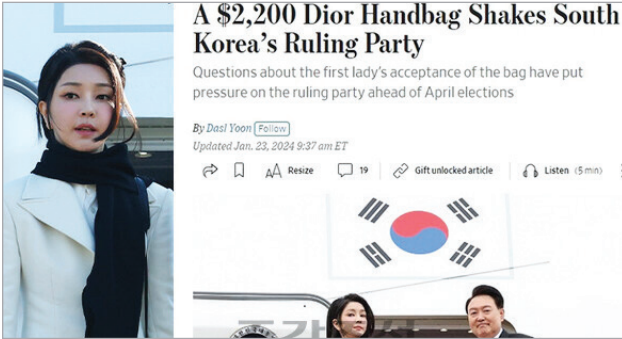 A $2,200 Dior Handbag Shakes South
Korea's Ruling Party
Questions about the first lady's acceptance of the bag have put
pressure on the ruling party ahead of April elections
By Dasl Yoon Follow
Updated Jan. 23, 2024 9:37 am ET
AA Resize 19 Gift unlocked article Listen (5 min)